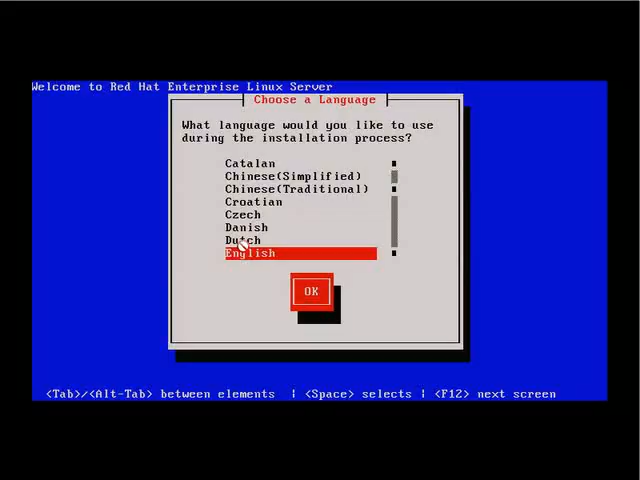 Welcome to Red Hat Enterprise Linux Server
Choose a Language
What language would you like to use
during the installation process?
Catalan
Chinese(Simplified)
Chinese(Traditional)
Croatian
Czech
Danish
Dutch
English
OK
<Tab>/<Alt-Tab> between elements | <Space> selects | <F12> next screen